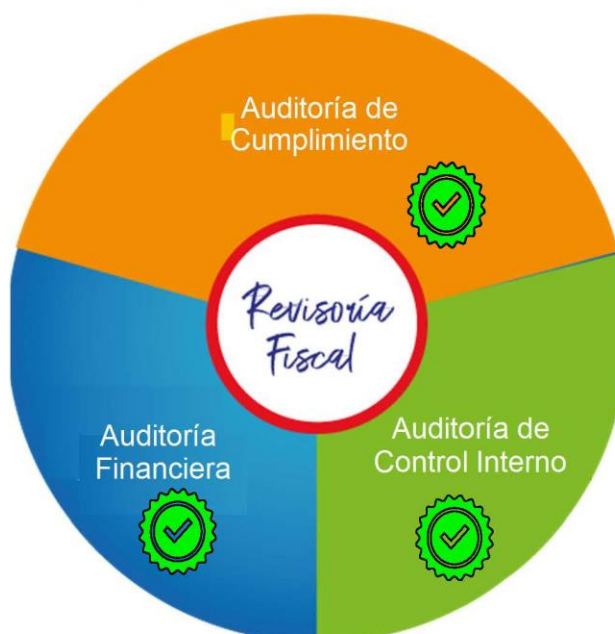 Auditoría de
Cumplimiento
Revisoría
Fiscal
Auditoría
Financiera
Auditoría de
Control Interno